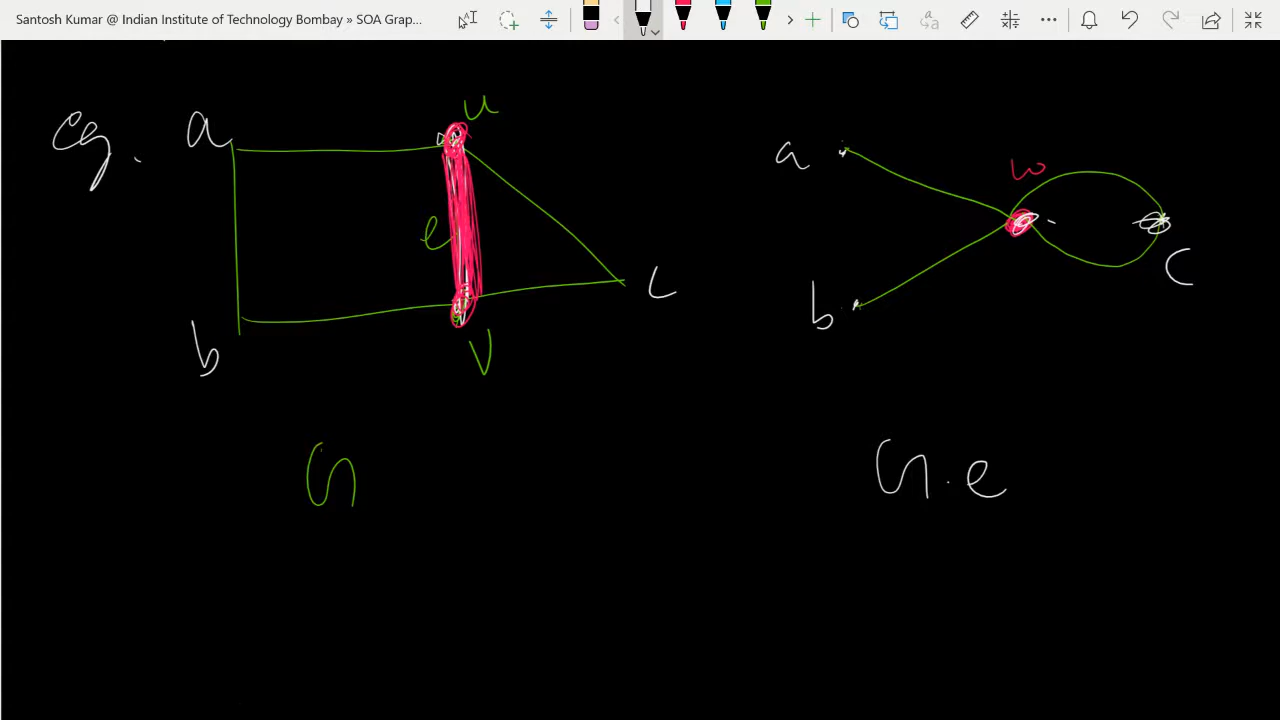 Santosh Kumar @ Indian Institute of Technology Bombay » SOA Grap...
eg. a u
e
b v c
G
a w
b c
G.e